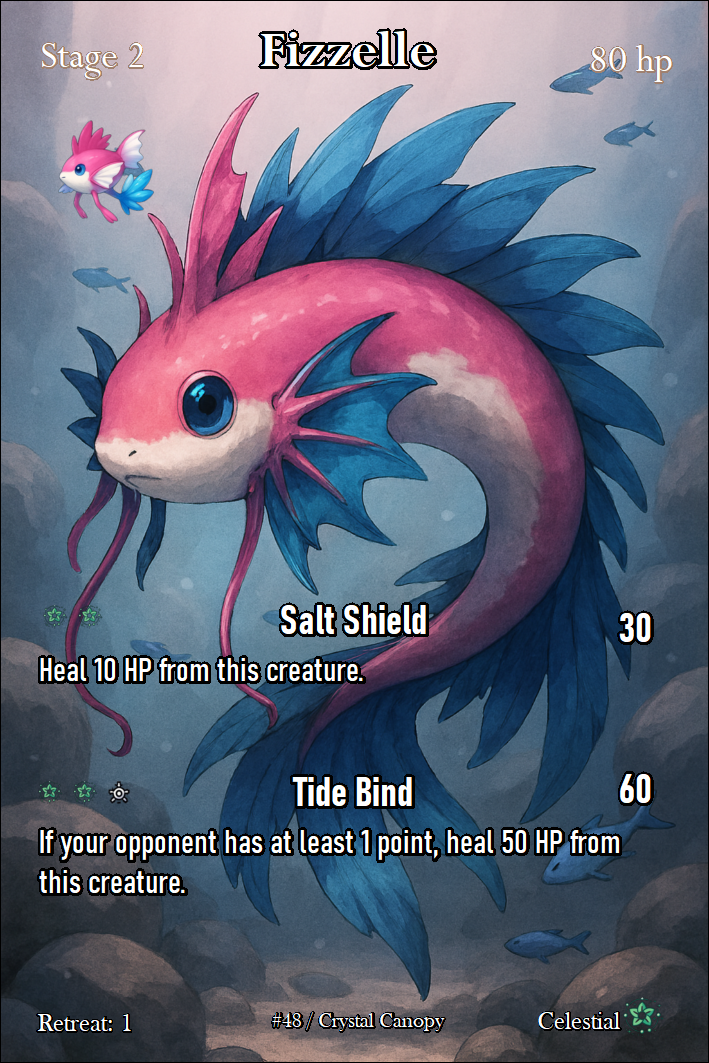 Stage 2
Fizzelle
80 hp
Salt Shield
30
Heal 10 HP from this creature.
Tide Bind
60
If your opponent has at least 1 point, heal 50 HP from
this creature.
Retreat: 1
#48 / Crystal Canopy
Celestial